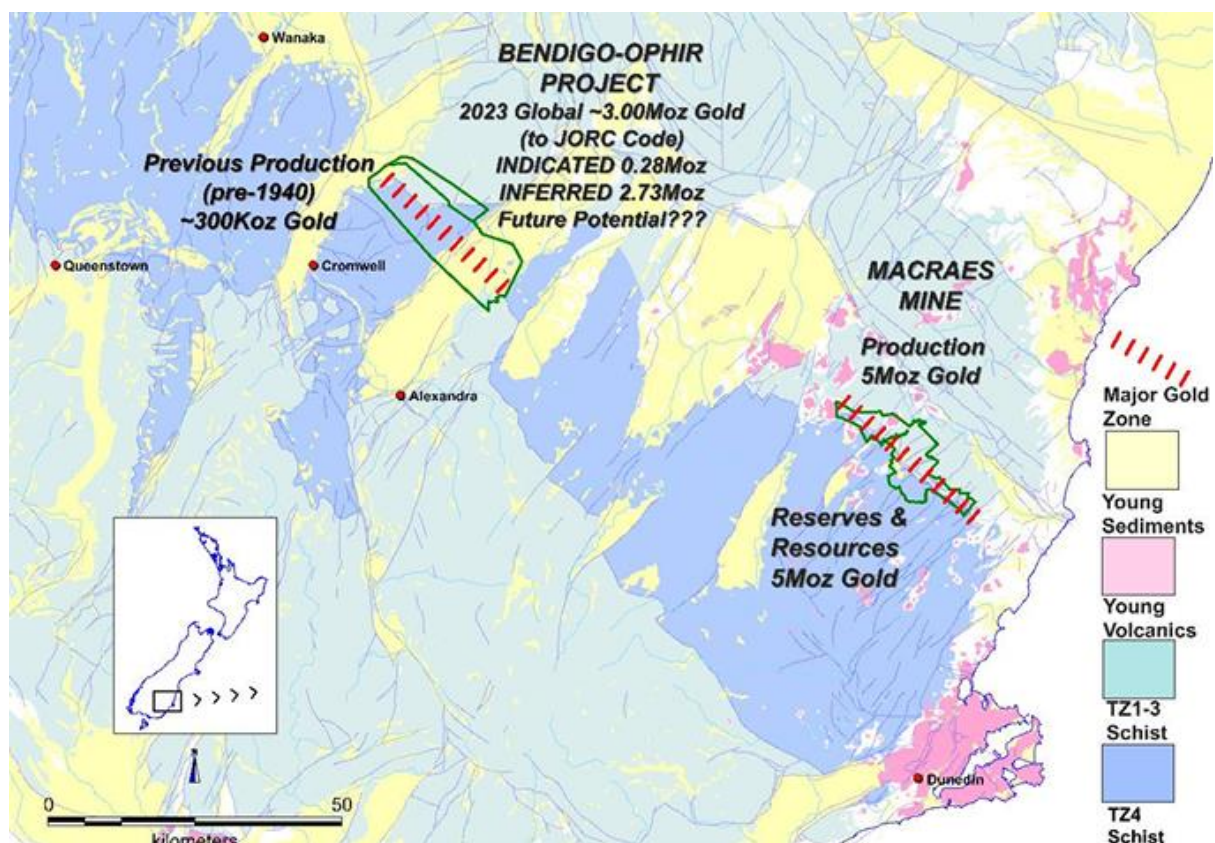 Wanaka
BENDIGO-OPHIR
PROJECT
2023 Global ~3.00Moz Gold
(to JORC Code)
INDICATED 0.28Moz
INFERRED 2.73Moz
Future Potential???
Previous Production
(pre-1940)
~300Koz Gold
Queenstown
Cromwell
Alexandra
MACRAES
MINE
Production
5Moz Gold
Reserves &
Resources
5Moz Gold
Dunedin
Major Gold
Zone
Young
Sediments
Young
Volcanics
TZ1-3
Schist
TZ4
Schist
N
0 50
kilometers